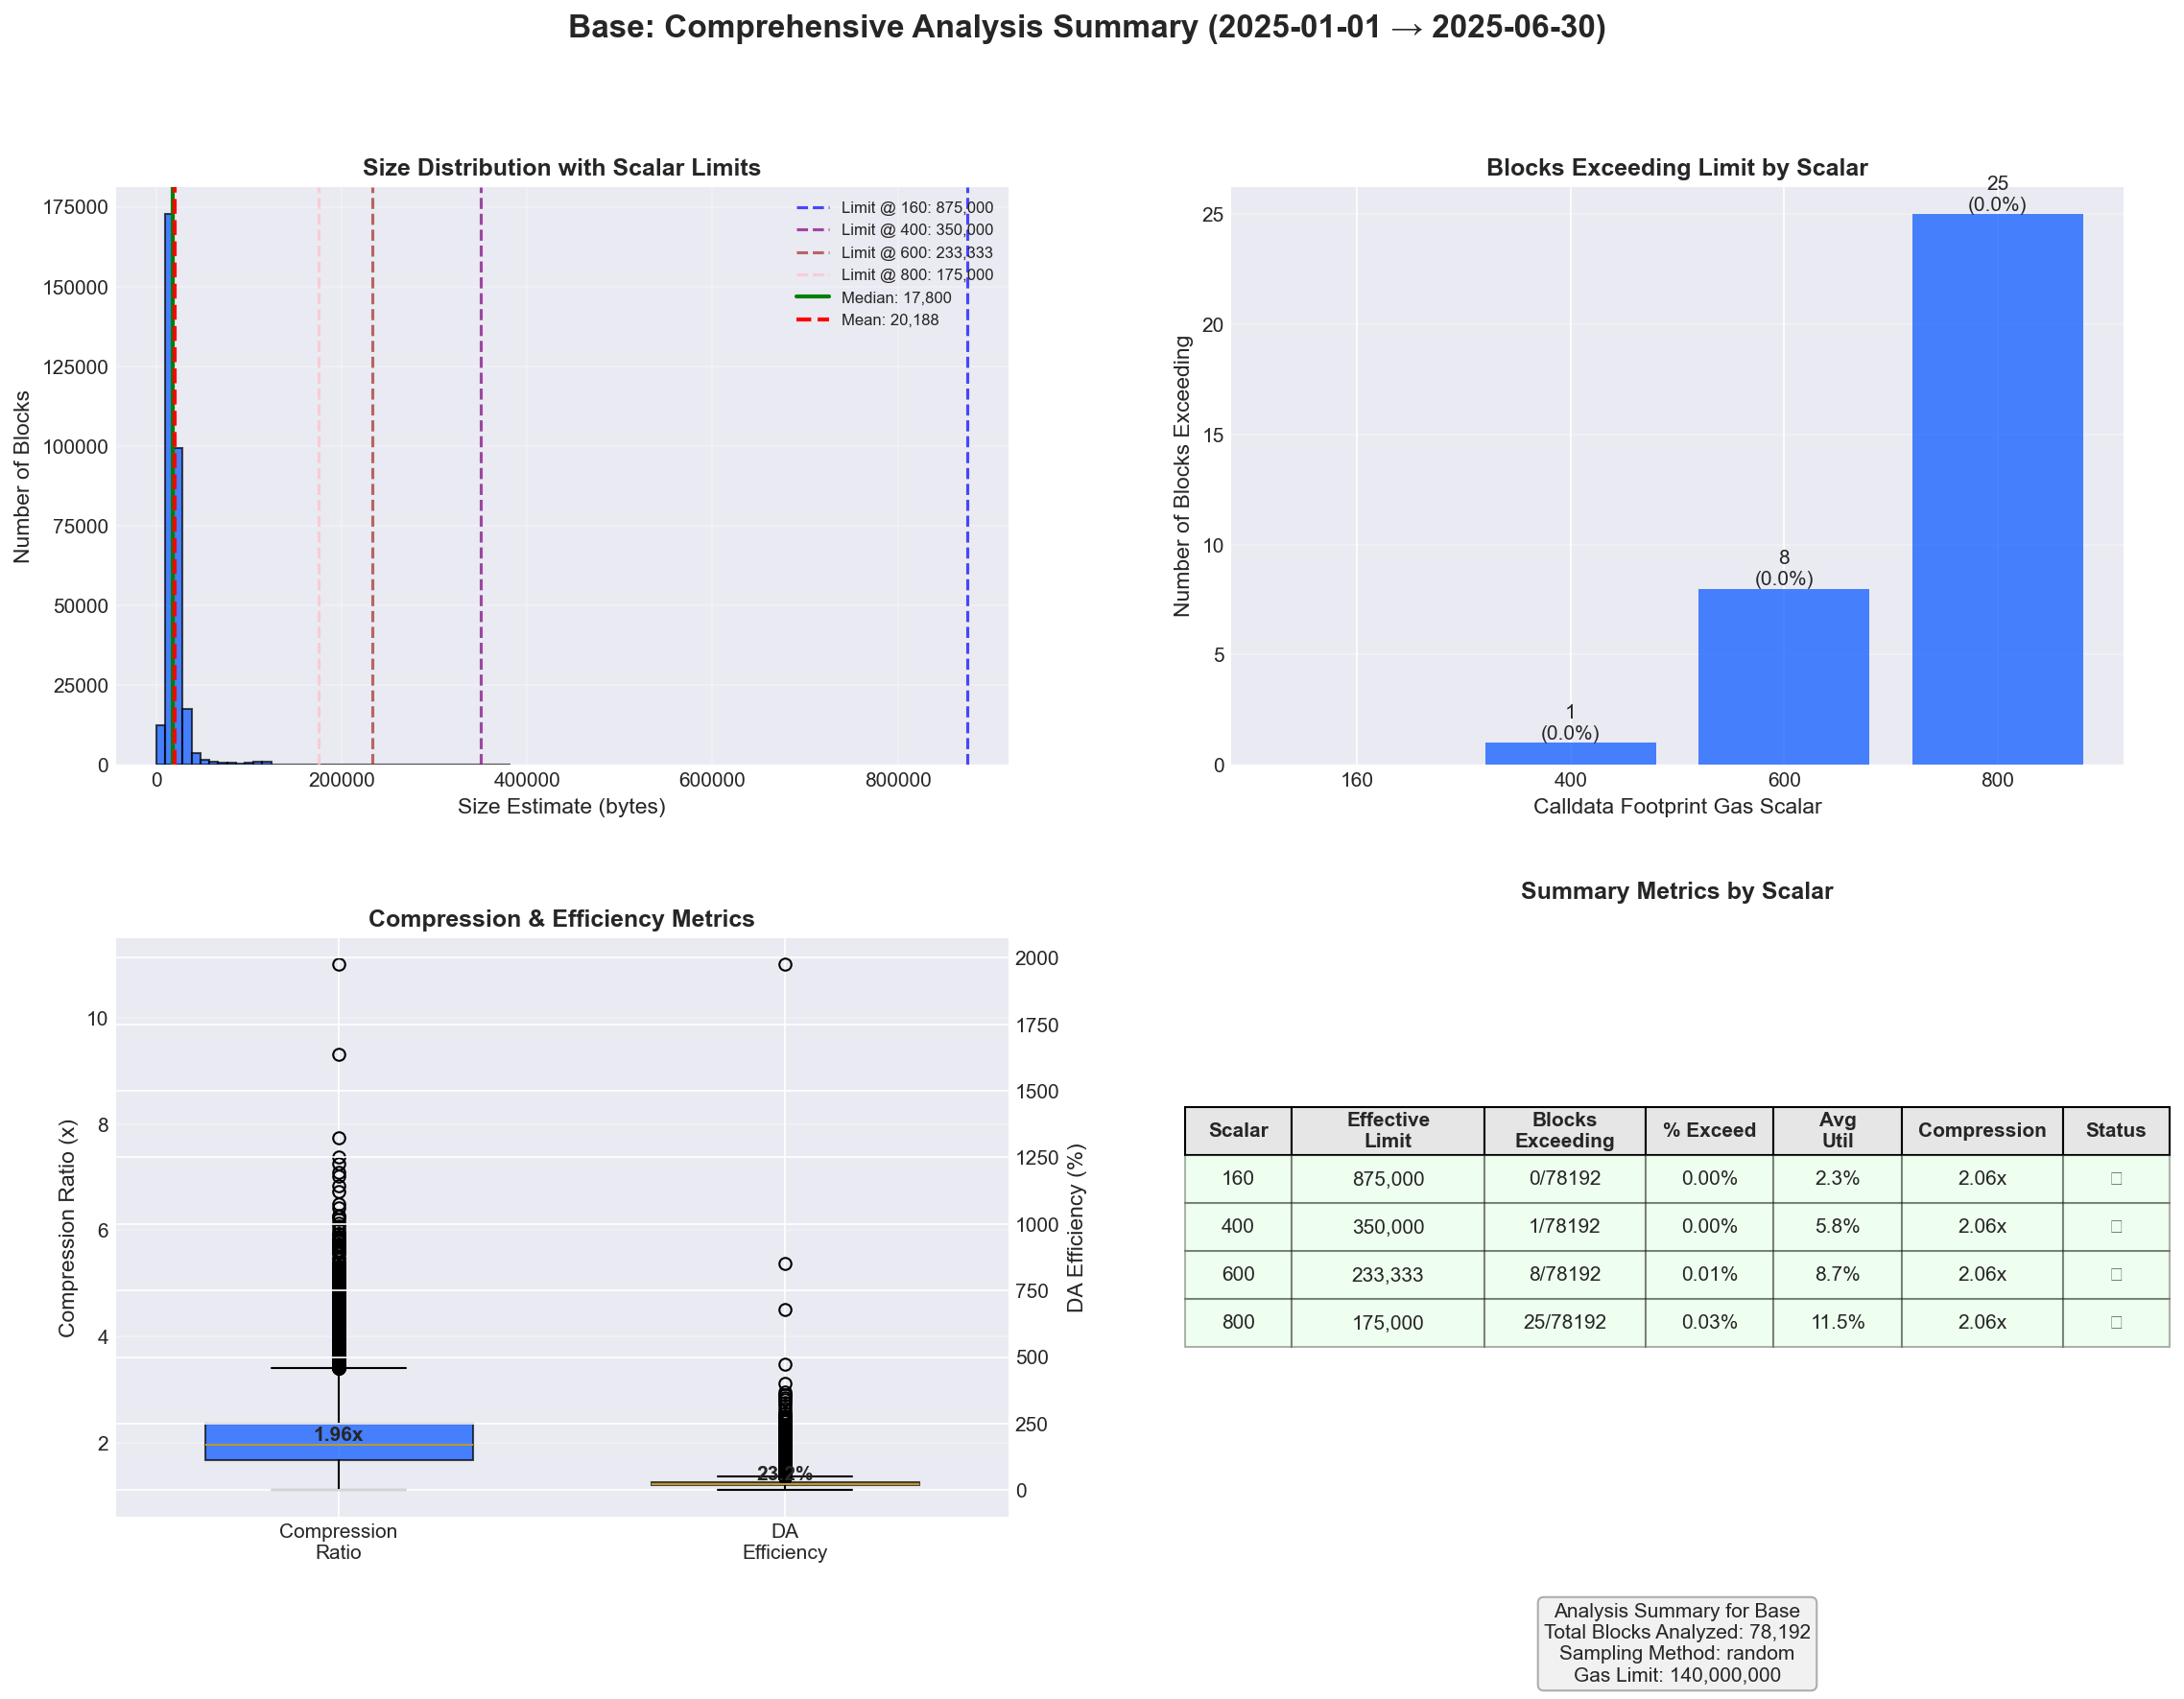 Base: Comprehensive Analysis Summary (2025-01-01 → 2025-06-30)
Size Distribution with Scalar Limits
Number of Blocks
175000
150000
125000
100000
75000
50000
25000
0
Limit @ 160: 875,000
Limit @ 400: 350,000
Limit @ 600: 233,333
Limit @ 800: 175,000
Median: 17,800
Mean: 20,188
0 200000 400000 600000 800000
Size Estimate (bytes)
Blocks Exceeding Limit by Scalar
Number of Blocks Exceeding
25
20
15
10
5
0
1
(0.0%)
8
(0.0%)
25
(0.0%)
160 400 600 800
Calldata Footprint Gas Scalar
Compression & Efficiency Metrics
Compression Ratio (x)
10
8
6
4
2
1.96x
23.2%
2000
1750
1500
1250
1000
750
500
250
0
DA Efficiency (%)
Compression
Ratio
DA
Efficiency
Summary Metrics by Scalar
Scalar Effective Limit Blocks Exceeding % Exceed Avg Util Compression Status
160 875,000 0/78192 0.00% 2.3% 2.06x
400 350,000 1/78192 0.00% 5.8% 2.06x
600 233,333 8/78192 0.01% 8.7% 2.06x
800 175,000 25/78192 0.03% 11.5% 2.06x
Analysis Summary for Base
Total Blocks Analyzed: 78,192
Sampling Method: random
Gas Limit: 140,000,000